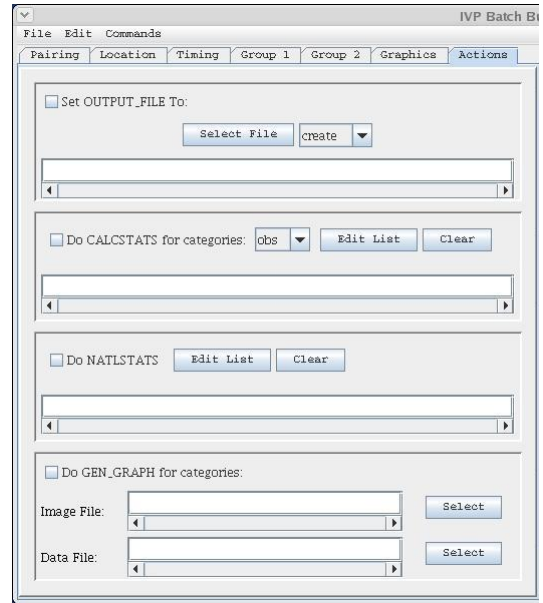 IVP Batch Bu
File Edit Commands
Pairing Location Timing Group 1 Group 2 Graphics Actions
Set OUTPUT_FILE To:
Select File create
Do CALCSTATS for categories: obs Edit List Clear
Do NATLSTATS Edit List Clear
Do GEN_GRAPH for categories:
Image File: Select
Data File: Select